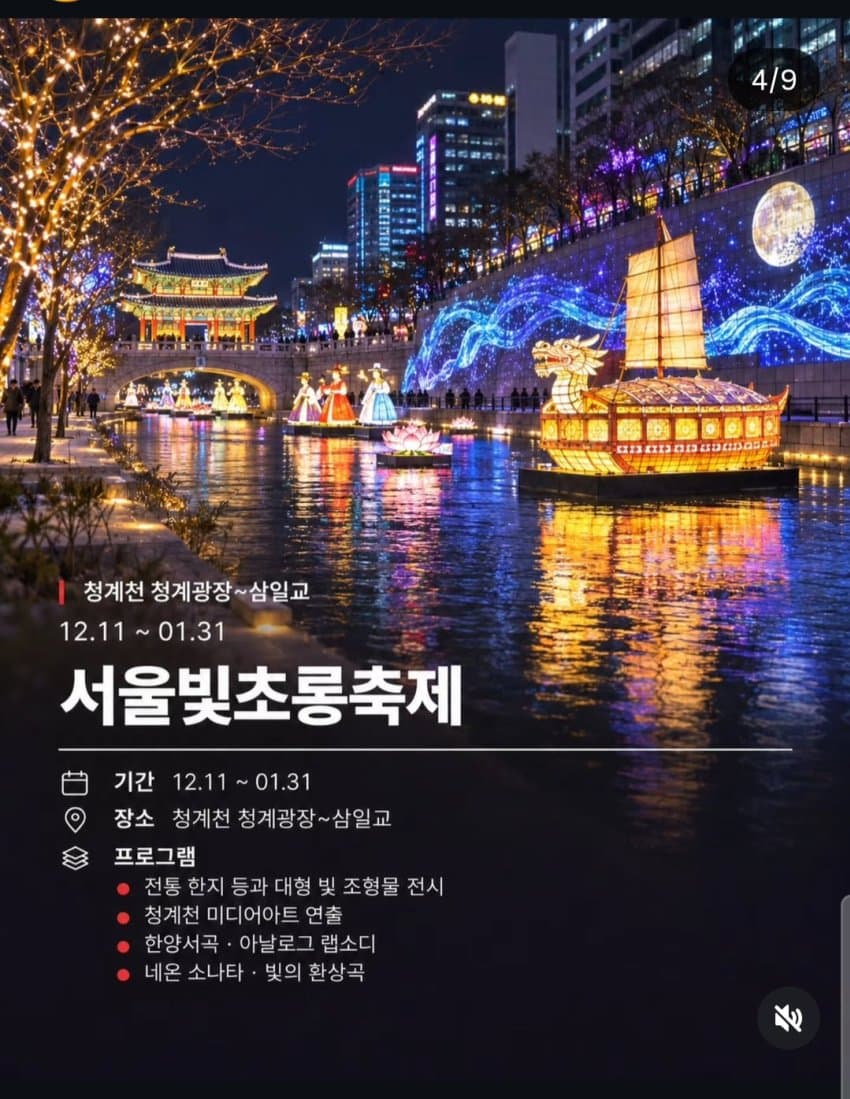 4/9
청계천 청계광장~삼일교
12.11 ~ 01.31
서울빛초롱축제
기간 12.11 ~ 01.31
장소 청계천 청계광장~삼일교
프로그램
전통 한지 등과 대형 빛 조형물 전시
청계천 미디어아트 연출
한양서곡 · 아날로그 랩소디
네온 소나타 · 빛의 환상곡